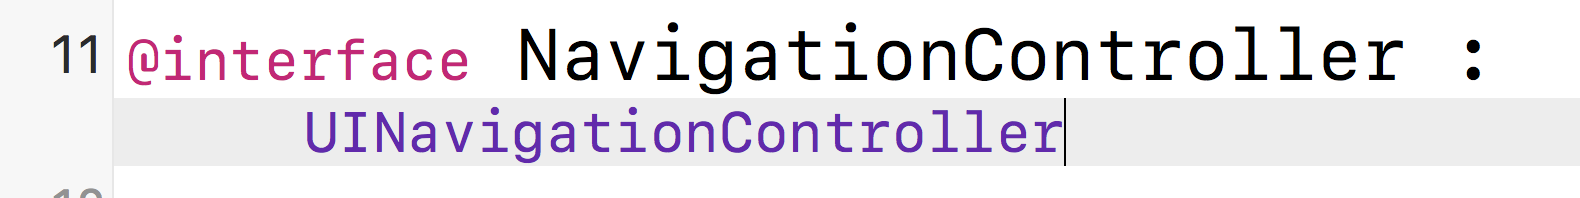 11 @interface NavigationController :
UINavigationController